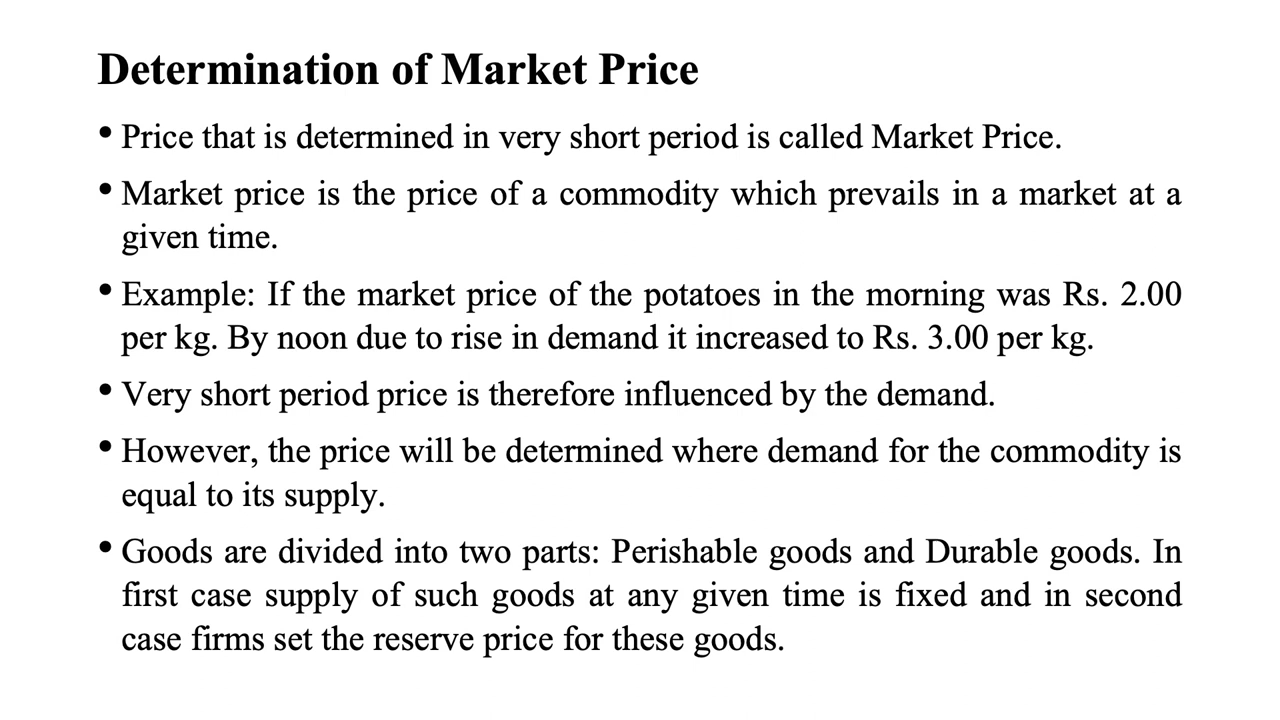 Determination of Market Price
• Price that is determined in very short period is called Market Price.
• Market price is the price of a commodity which prevails in a market at a
given time.
• Example: If the market price of the potatoes in the morning was Rs. 2.00
per kg. By noon due to rise in demand it increased to Rs. 3.00 per kg.
• Very short period price is therefore influenced by the demand.
• However, the price will be determined where demand for the commodity is
equal to its supply.
• Goods are divided into two parts: Perishable goods and Durable goods. In
first case supply of such goods at any given time is fixed and in second
case firms set the reserve price for these goods.